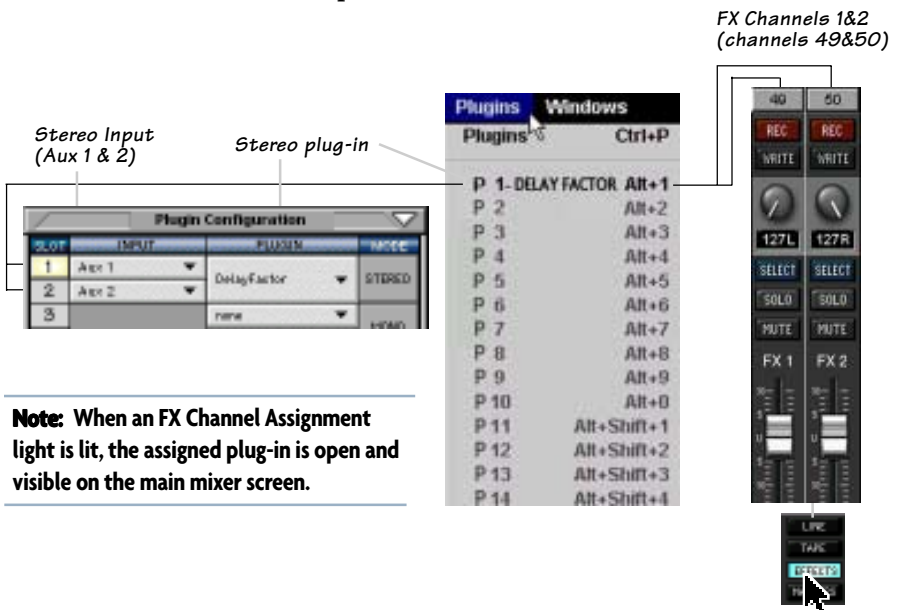 FX Channels 1&2
(channels 49&50)
Stereo Input
(Aux 1 & 2)
Stereo plug-in
Plugins Windows
Plugins Ctrl+P
P 1- DELAY FACTOR Alt+1
P 2 Alt+2
P 3 Alt+3
P 4 Alt+4
P 5 Alt+5
P 6 Alt+6
P 7 Alt+7
P 8 Alt+8
P 9 Alt+9
P 10 Alt+0
P 11 Alt+Shift+1
P 12 Alt+Shift+2
P 13 Alt+Shift+3
P 14 Alt+Shift+4
Plugin Configuration
SLOT INPUT PLUGIN MODE
1 Aux 1 DelayFactor STEREO
2 Aux 2
3 none MONO
Note: When an FX Channel Assignment
light is lit, the assigned plug-in is open and
visible on the main mixer screen.
49 50
REC REC
WRITE WRITE
127L 127R
SELECT SELECT
SOLO SOLO
MUTE MUTE
FX 1 FX 2
LINE
TAPE
EFFECTS